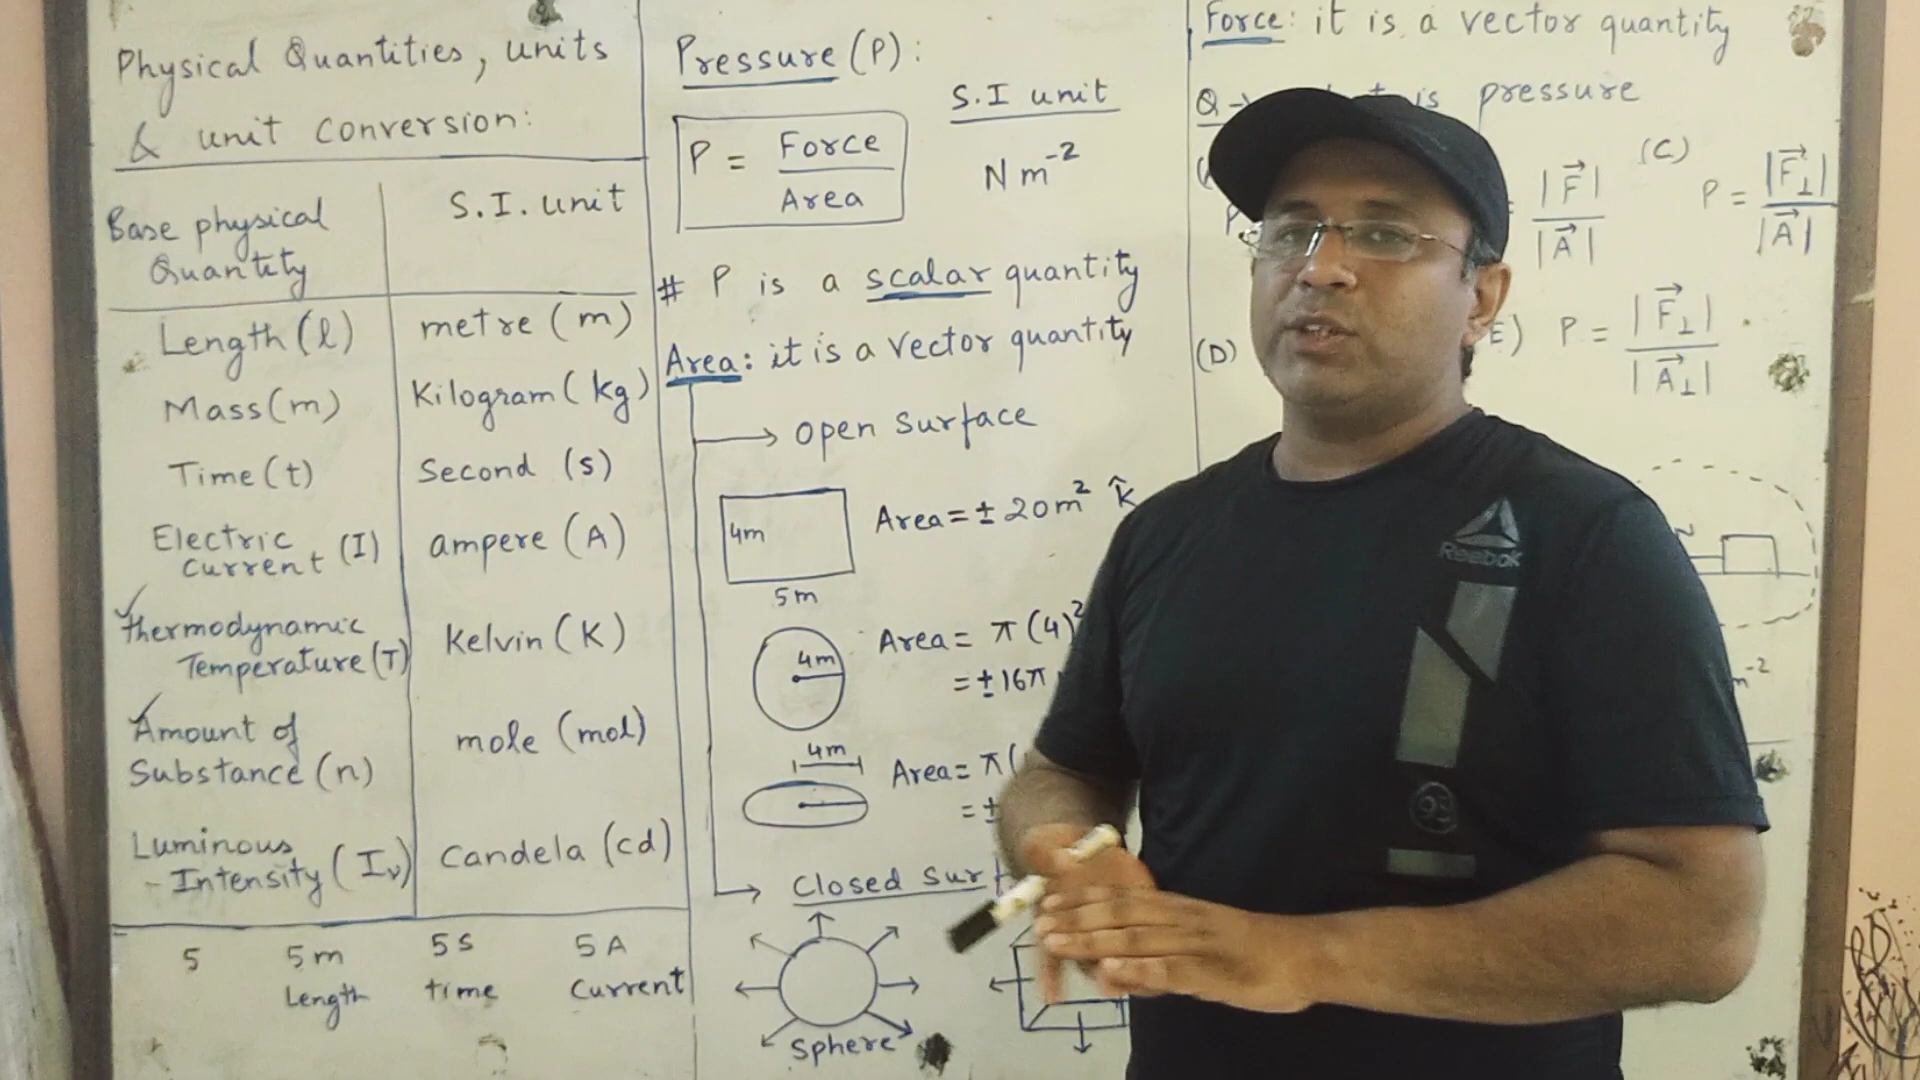 Physical Quantities, units
& unit conversion:
Base physical
Quantity
S.I. unit
Length (l)
metre (m)
Mass (m)
Kilogram (kg)
Time (t)
Second (s)
Electric
current (I)
ampere (A)
Thermodynamic
Temperature (T)
Kelvin (K)
Amount of
Substance (n)
mole (mol)
Luminous
Intensity (Iv)
Candela (cd)
5
5m
Length
5s
time
5A
Current
Pressure (P):
S.I unit
P = Force / Area
N m⁻²
# P is a scalar quantity
Area: it is a vector quantity
open surface
4m
5m
Area = ± 20m² k̂
4m
Area = π(4)²
= ±16π
4m
Area = π(
= ±
Closed Sur
Sphere
Force: it is a vector quantity
Q → is pressure
= |F⃗| / |A⃗|
(C)
P = |F⃗⊥| / |A⃗|
(D)
E) P = |F⃗⊥| / |A⃗⊥|
m⁻²
Reebok